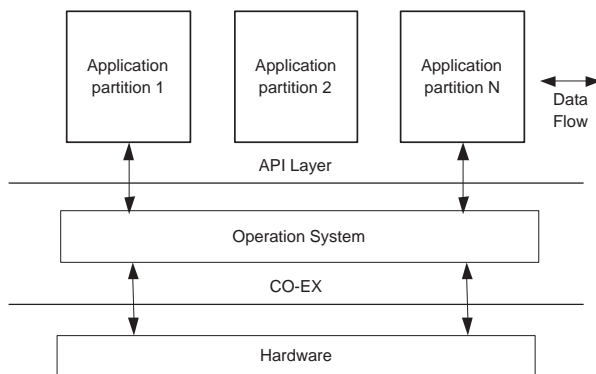 Application
partition 1
Application
partition 2
Application
partition N
Data
Flow
API Layer
Operation System
CO-EX
Hardware